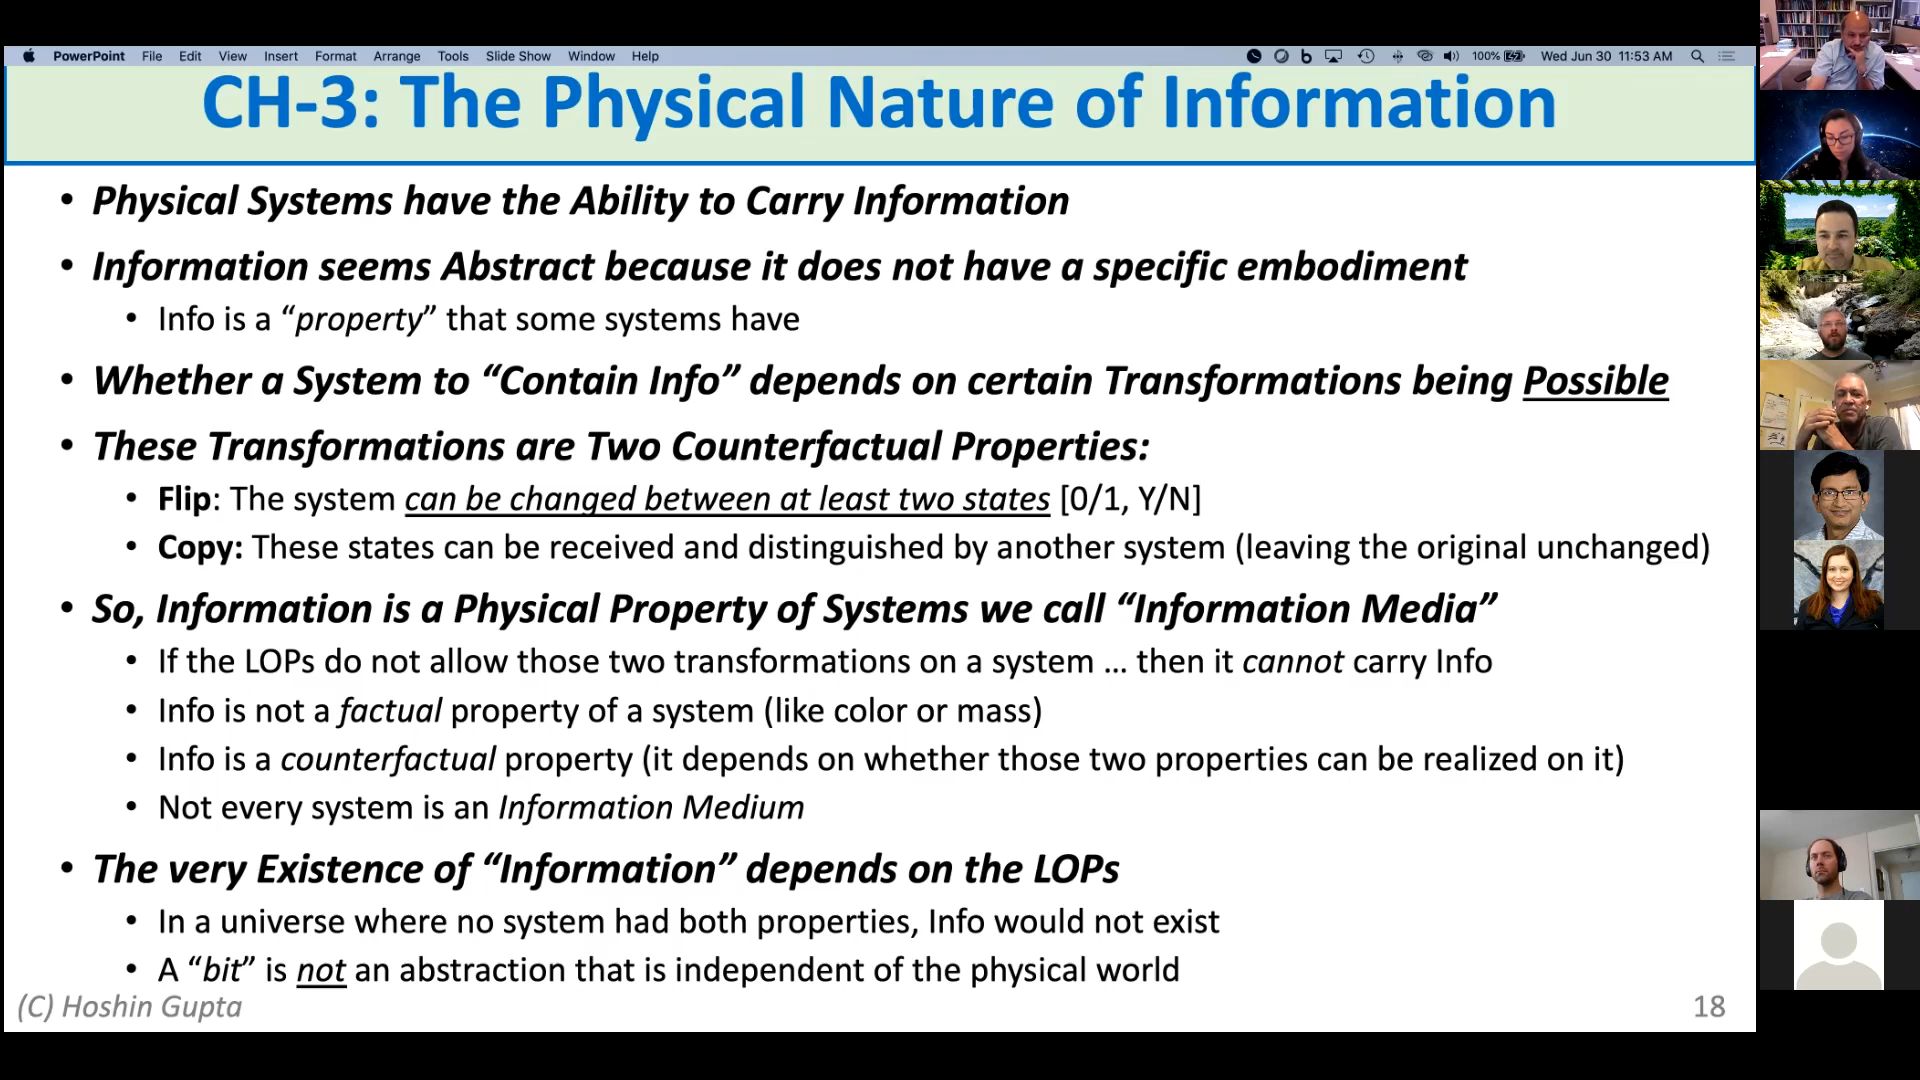 PowerPoint File Edit View Insert Format Arrange Tools Slide Show Window Help 100% Wed Jun 30 11:53 AM
CH-3: The Physical Nature of Information
• Physical Systems have the Ability to Carry Information
• Information seems Abstract because it does not have a specific embodiment
• Info is a “property” that some systems have
• Whether a System to “Contain Info” depends on certain Transformations being Possible
• These Transformations are Two Counterfactual Properties:
• Flip: The system can be changed between at least two states [0/1, Y/N]
• Copy: These states can be received and distinguished by another system (leaving the original unchanged)
• So, Information is a Physical Property of Systems we call “Information Media”
• If the LOPs do not allow those two transformations on a system ... then it cannot carry Info
• Info is not a factual property of a system (like color or mass)
• Info is a counterfactual property (it depends on whether those two properties can be realized on it)
• Not every system is an Information Medium
• The very Existence of “Information” depends on the LOPs
• In a universe where no system had both properties, Info would not exist
• A “bit” is not an abstraction that is independent of the physical world
(C) Hoshin Gupta
18